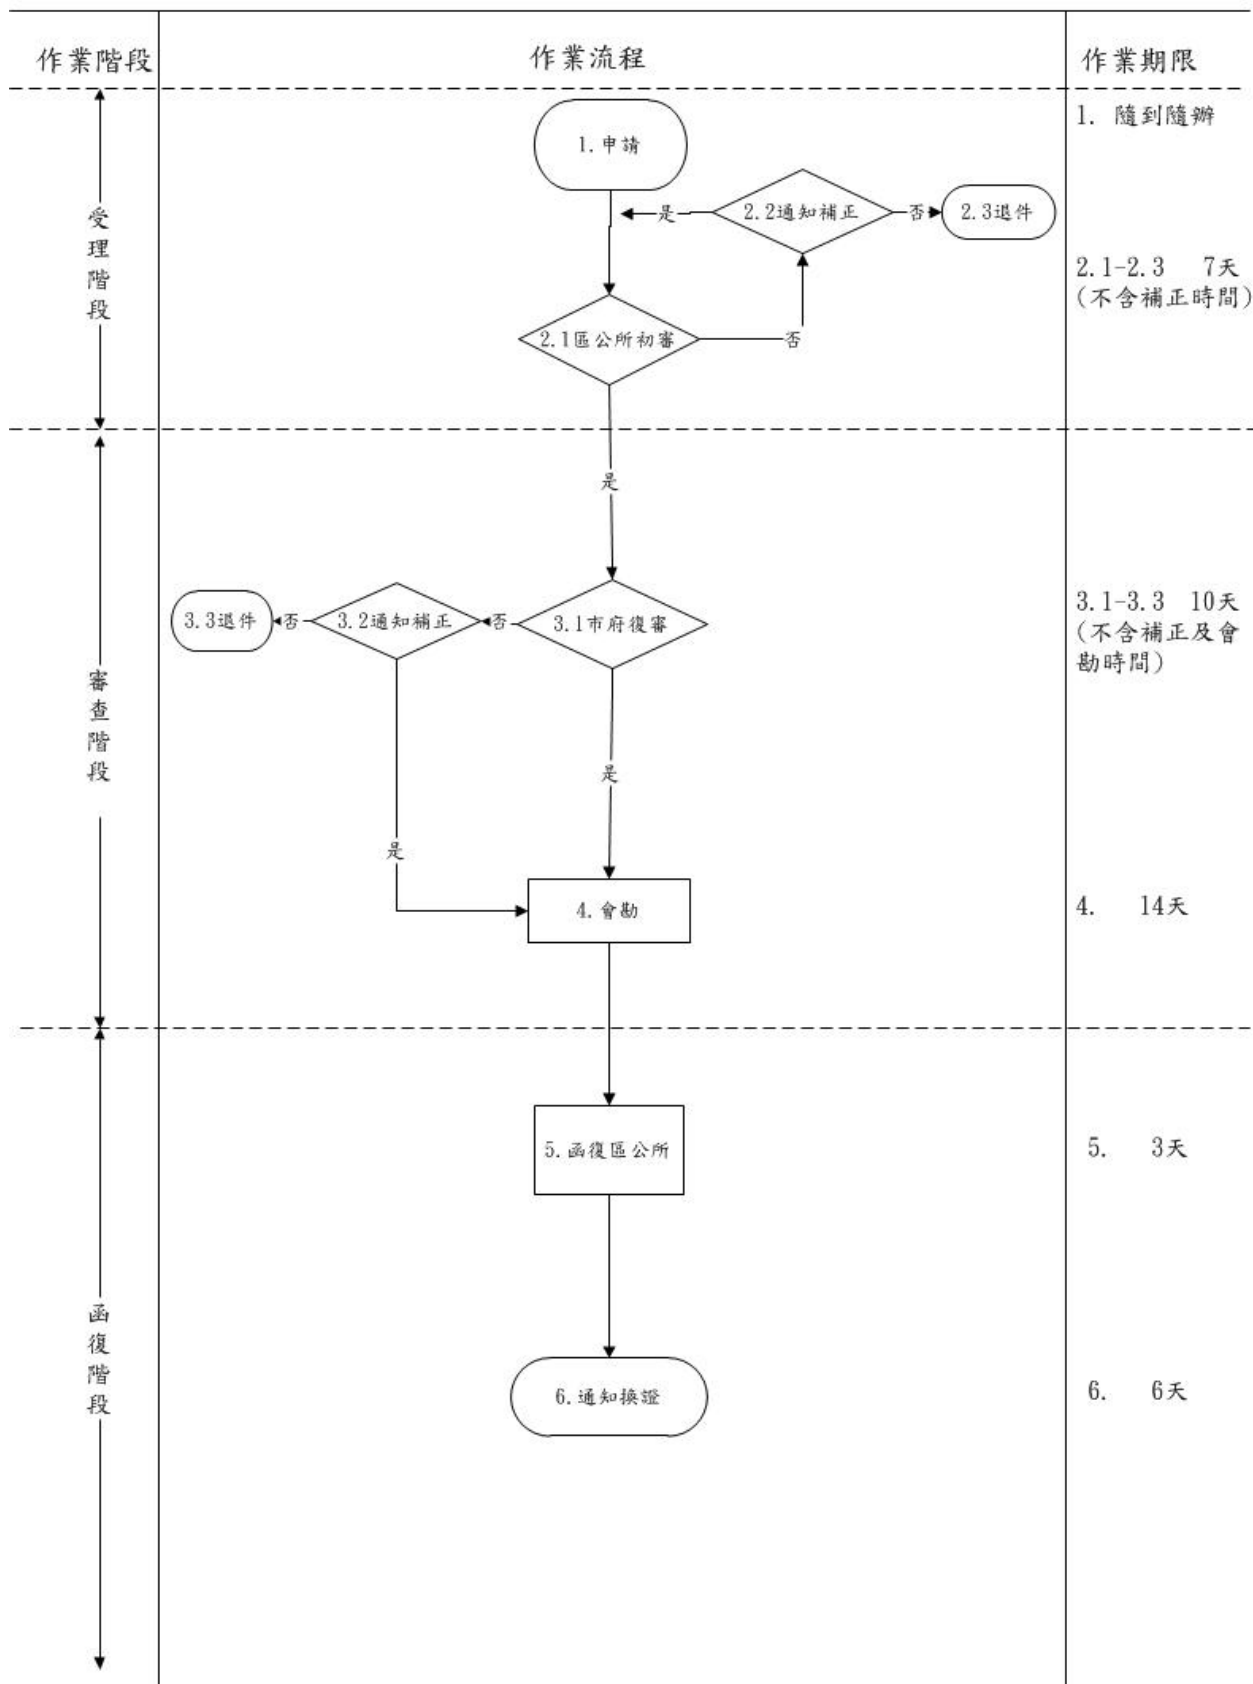 作業階段
作業流程
作業期限
受理階段
1.申請
1. 隨到隨辦
是
2.2通知補正
否
2.3退件
2.1-2.3 7天
(不含補正時間)
2.1區公所初審
否
是
審查階段
3.3退件
否
3.2通知補正
否
3.1市府復審
3.1-3.3 10天
(不含補正及會
勘時間)
是
是
4.會勘
4. 14天
函復階段
5.函復區公所
5. 3天
6.通知換證
6. 6天